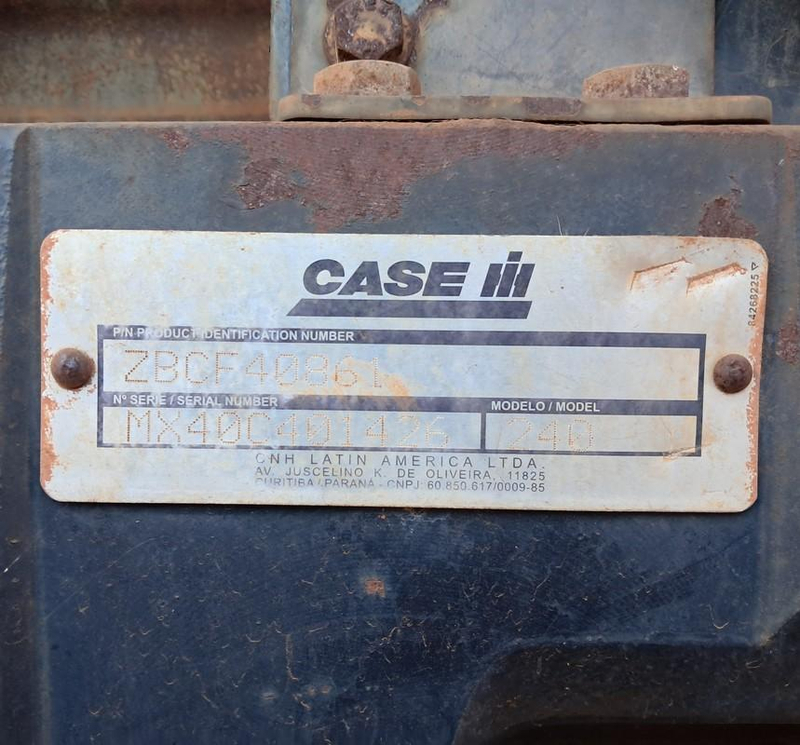 CASE IH
P/N PRODUCT IDENTIFICATION NUMBER
ZBCF40861
Nº SERIE / SERIAL NUMBER
MX40C401426
MODELO / MODEL
240
CNH LATIN AMERICA LTDA.
AV. JUSCELINO K. DE OLIVEIRA, 11825
CURITIBA / PARANA - CNPJ: 60.850.617/0009-85
84268225